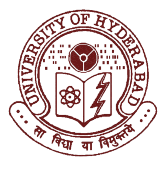 UNIVERSITY OF HYDERABAD
सा विद्या या विमुक्तये